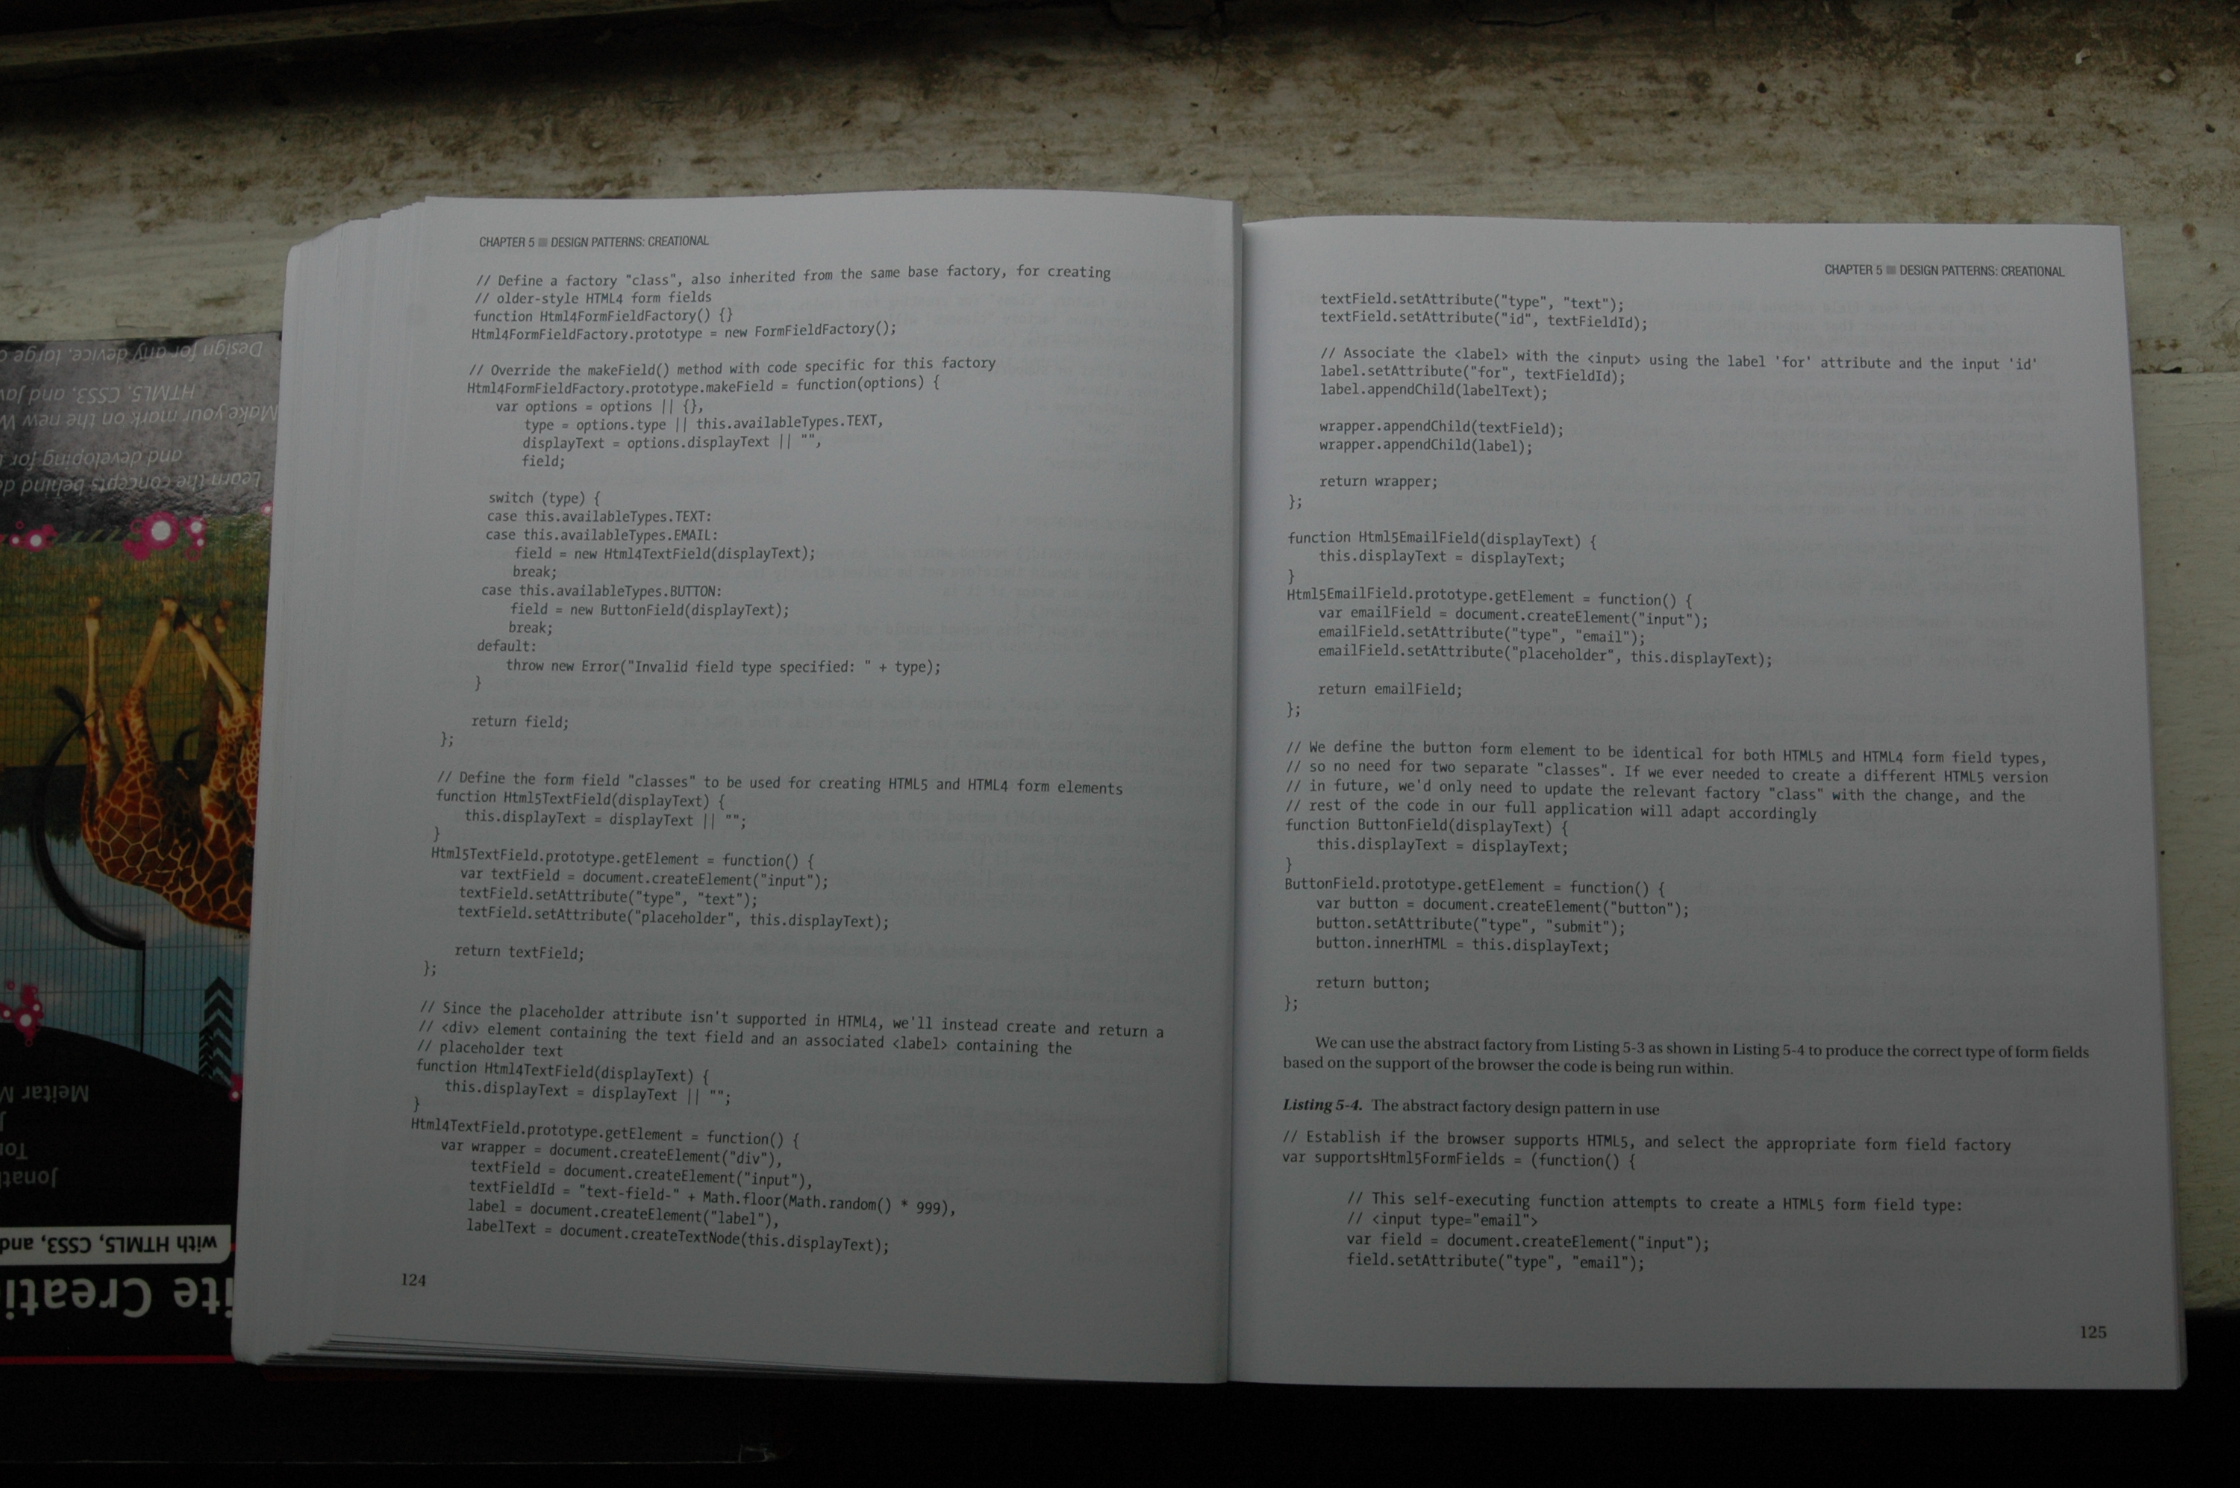 CHAPTER 5 ■ DESIGN PATTERNS: CREATIONAL
// Define a factory "class", also inherited from the same base factory, for creating
// older-style HTML4 form fields
function Html4FormFieldFactory() {}
Html4FormFieldFactory.prototype = new FormFieldFactory();
// Override the makeField() method with code specific for this factory
Html4FormFieldFactory.prototype.makeField = function(options) {
var options = options || {},
type = options.type || this.availableTypes.TEXT,
displayText = options.displayText || "",
field;
switch (type) {
case this.availableTypes.TEXT:
case this.availableTypes.EMAIL:
field = new Html4TextField(displayText);
break;
case this.availableTypes.BUTTON:
field = new ButtonField(displayText);
break;
default:
throw new Error("Invalid field type specified: " + type);
}
return field;
};
// Define the form field "classes" to be used for creating HTML5 and HTML4 form elements
function Html5TextField(displayText) {
this.displayText = displayText || "";
}
Html5TextField.prototype.getElement = function() {
var textField = document.createElement("input");
textField.setAttribute("type", "text");
textField.setAttribute("placeholder", this.displayText);
return textField;
};
// Since the placeholder attribute isn't supported in HTML4, we'll instead create and return a
// <div> element containing the text field and an associated <label> containing the
// placeholder text
function Html4TextField(displayText) {
this.displayText = displayText || "";
}
Html4TextField.prototype.getElement = function() {
var wrapper = document.createElement("div"),
textField = document.createElement("input"),
textFieldId = "text-field-" + Math.floor(Math.random() * 999),
label = document.createElement("label"),
labelText = document.createTextNode(this.displayText);
124
CHAPTER 5 ■ DESIGN PATTERNS: CREATIONAL
textField.setAttribute("type", "text");
textField.setAttribute("id", textFieldId);
// Associate the <label> with the <input> using the label 'for' attribute and the input 'id'
label.setAttribute("for", textFieldId);
label.appendChild(labelText);
wrapper.appendChild(textField);
wrapper.appendChild(label);
return wrapper;
};
function Html5EmailField(displayText) {
this.displayText = displayText;
}
Html5EmailField.prototype.getElement = function() {
var emailField = document.createElement("input");
emailField.setAttribute("type", "email");
emailField.setAttribute("placeholder", this.displayText);
return emailField;
};
// We define the button form element to be identical for both HTML5 and HTML4 form field types,
// so no need for two separate "classes". If we ever needed to create a different HTML5 version
// in future, we'd only need to update the relevant factory "class" with the change, and the
// rest of the code in our full application will adapt accordingly
function ButtonField(displayText) {
this.displayText = displayText;
}
ButtonField.prototype.getElement = function() {
var button = document.createElement("button");
button.setAttribute("type", "submit");
button.innerHTML = this.displayText;
return button;
};
We can use the abstract factory from Listing 5-3 as shown in Listing 5-4 to produce the correct type of form fields
based on the support of the browser the code is being run within.
Listing 5-4. The abstract factory design pattern in use
// Establish if the browser supports HTML5, and select the appropriate form field factory
var supportsHtml5FormFields = (function() {
// This self-executing function attempts to create a HTML5 form field type:
// <input type="email">
var field = document.createElement("input");
field.setAttribute("type", "email");
125
ite Creati
with HTML5, CSS3, and
Meitar M
Learn the concepts behind d
and developing for
Make your mark on the new W
HTML5, CSS3, and Ja
Design for any device